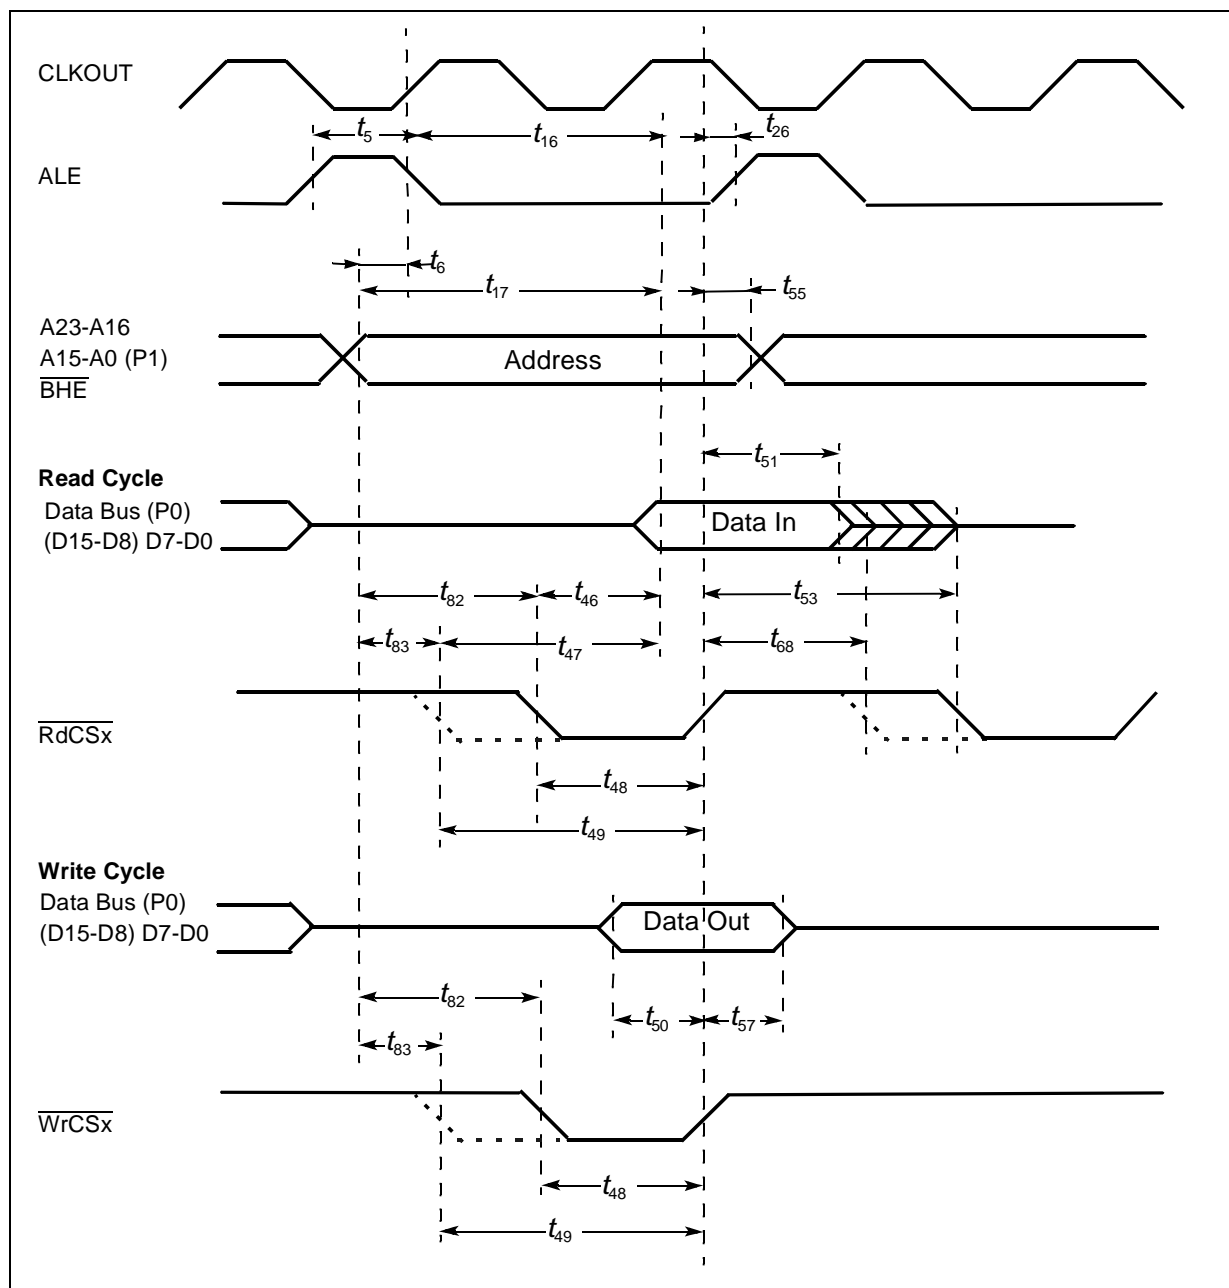 CLKOUT
t5
t16
t26
ALE
t6
t17
t55
A23-A16
A15-A0 (P1)
BHE
Address
t51
Read Cycle
Data Bus (P0)
(D15-D8) D7-D0
Data In
t82
t46
t53
t83
t47
t68
RdCSx
t48
t49
Write Cycle
Data Bus (P0)
(D15-D8) D7-D0
Data Out
t82
t50
t57
t83
WrCSx
t48
t49